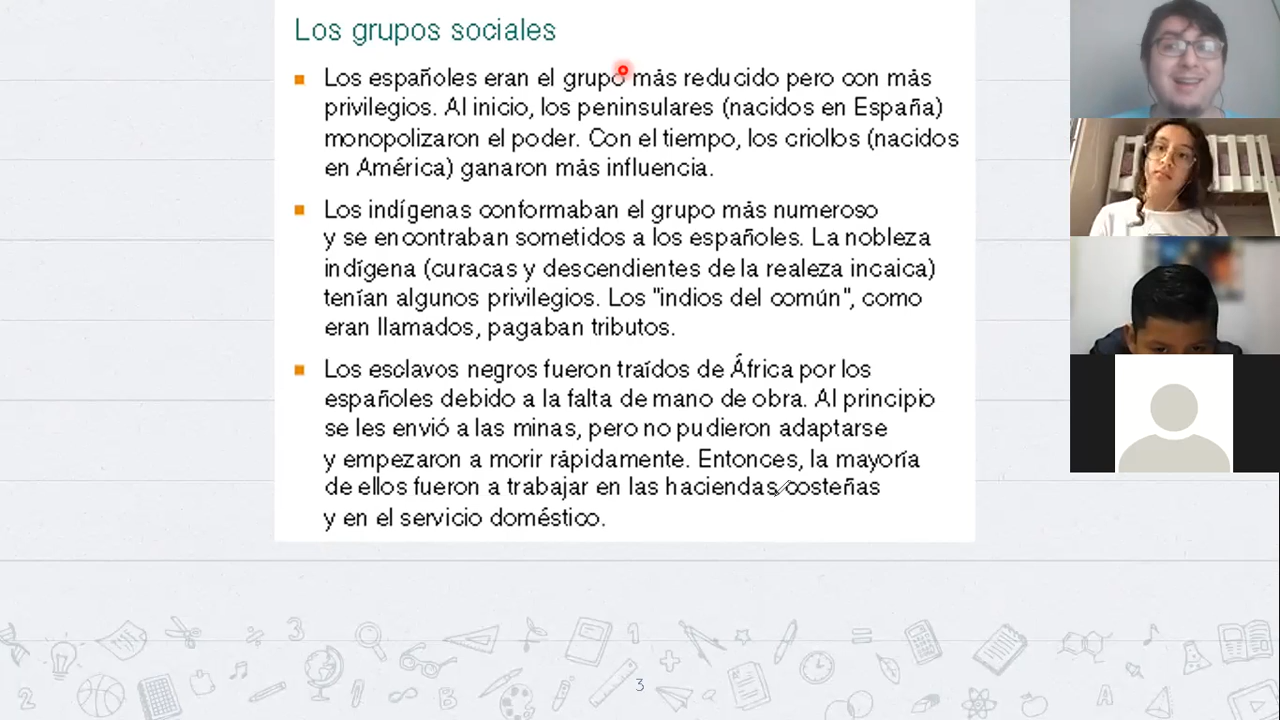 Los grupos sociales
Los españoles eran el grupo más reducido pero con más
privilegios. Al inicio, los peninsulares (nacidos en España)
monopolizaron el poder. Con el tiempo, los criollos (nacidos
en América) ganaron más influencia.
Los indígenas conformaban el grupo más numeroso
y se encontraban sometidos a los españoles. La nobleza
indígena (curacas y descendientes de la realeza incaica)
tenían algunos privilegios. Los "indios del común", como
eran llamados, pagaban tributos.
Los esclavos negros fueron traídos de África por los
españoles debido a la falta de mano de obra. Al principio
se les envió a las minas, pero no pudieron adaptarse
y empezaron a morir rápidamente. Entonces, la mayoría
de ellos fueron a trabajar en las haciendas costeñas
y en el servicio doméstico.
3